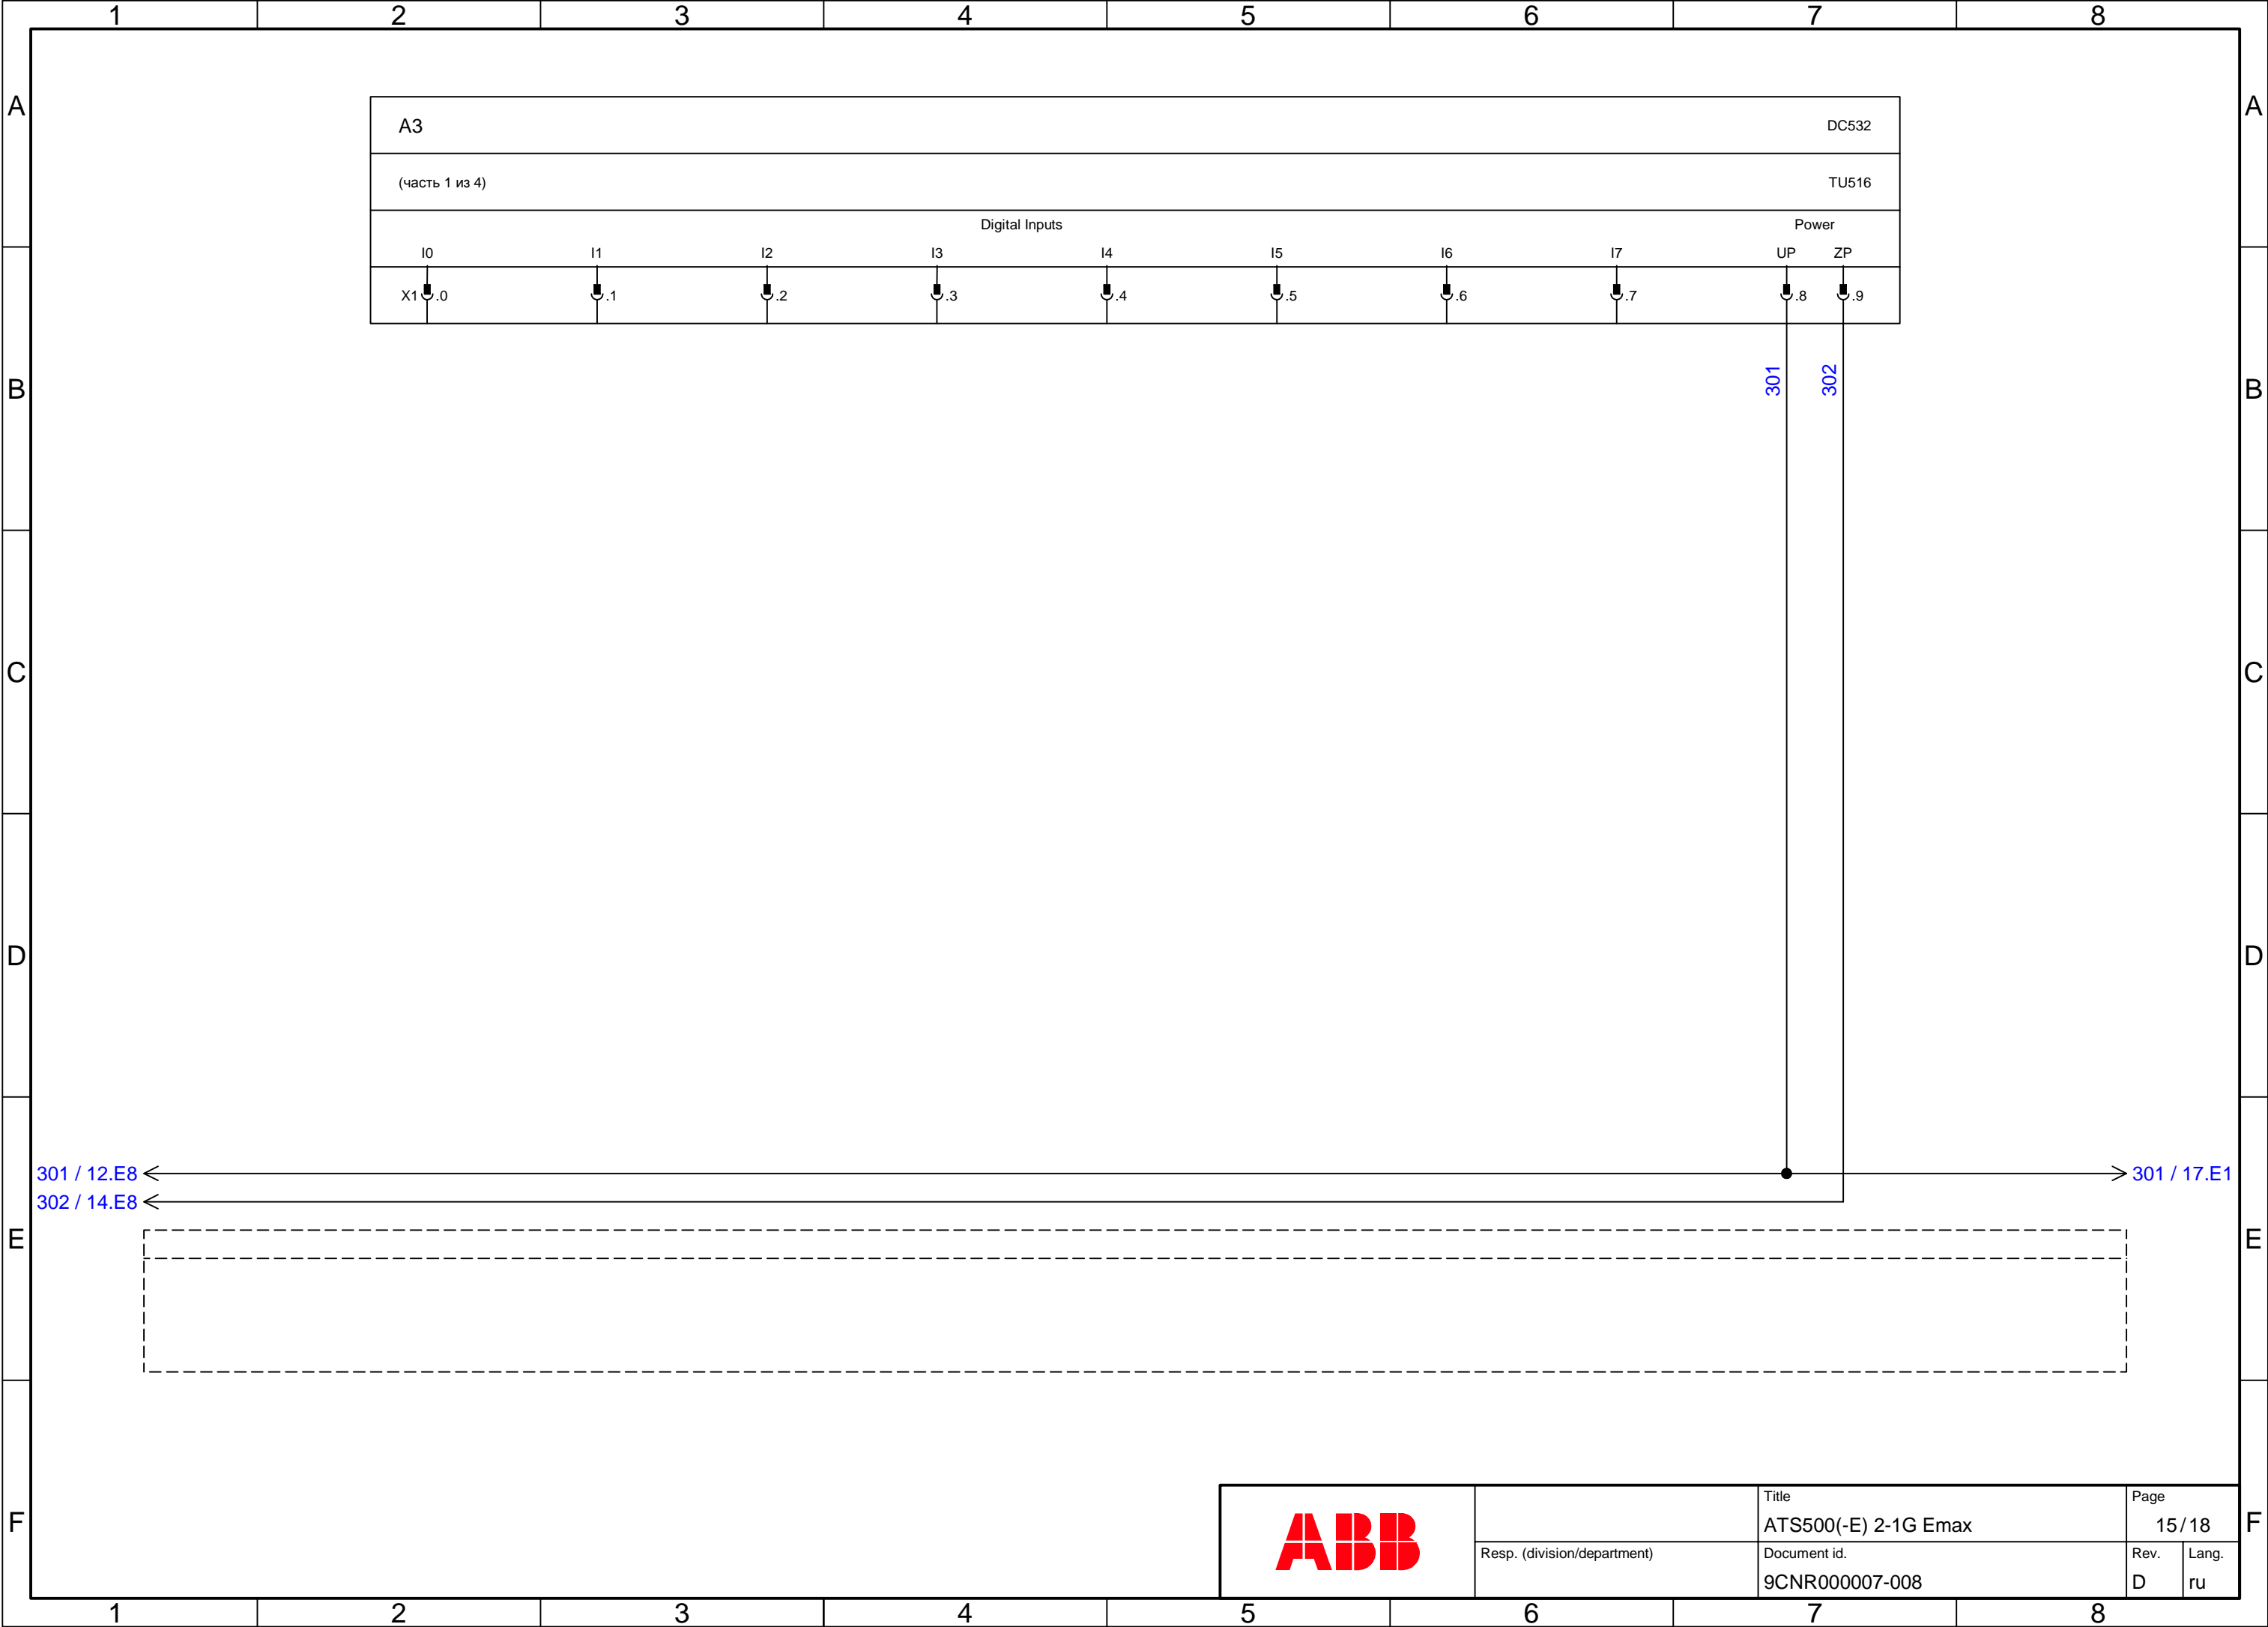 1 2 3 4 5 6 7 8
A A
A3 DC532
(часть 1 из 4) TU516
Digital Inputs Power
I0 I1 I2 I3 I4 I5 I6 I7 UP ZP
X1 .0 .1 .2 .3 .4 .5 .6 .7 .8 .9
301 302
B B
C C
D D
301 / 12.E8 301 / 17.E1
302 / 14.E8
E E
F F
ABB
Title
ATS500(-E) 2-1G Emax
Page
15/18
Resp. (division/department)
Document id.
9CNR000007-008
Rev.
D
Lang.
ru
1 2 3 4 5 6 7 8